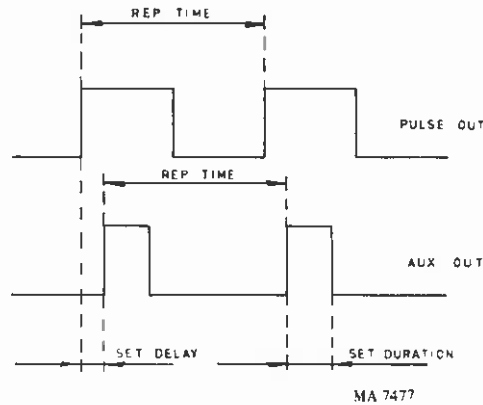 REP TIME
PULSE OUT
REP TIME
AUX OUT
SET DELAY
SET DURATION
MA 7477